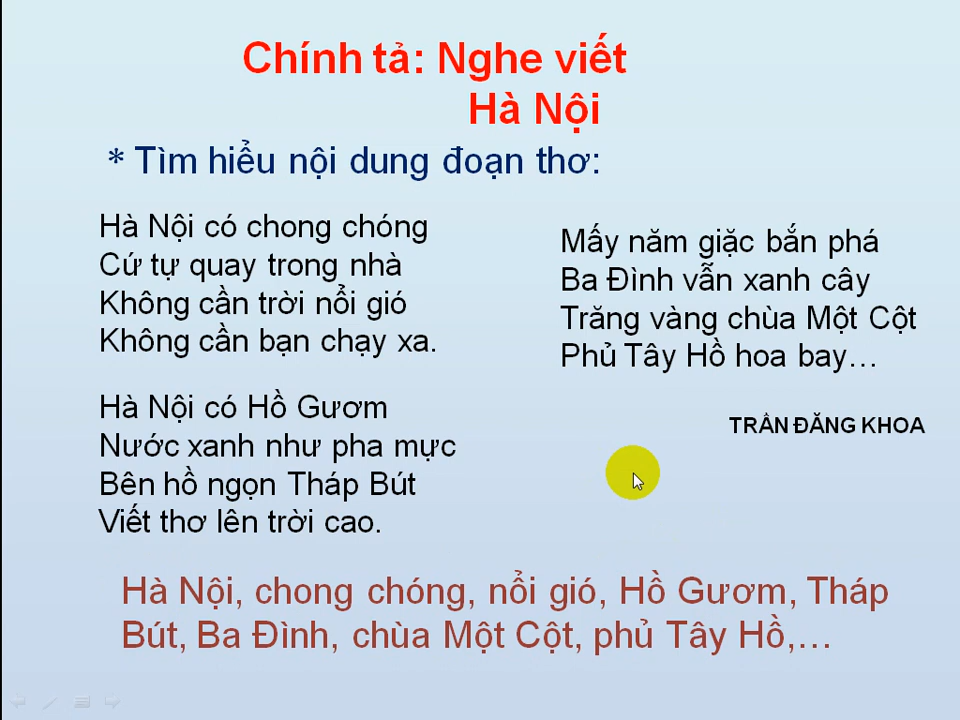 Chính tả: Nghe viết
Hà Nội
* Tìm hiểu nội dung đoạn thơ:
Hà Nội có chong chóng
Cứ tự quay trong nhà
Không cần trời nổi gió
Không cần bạn chạy xa.
Hà Nội có Hồ Gươm
Nước xanh như pha mực
Bên hồ ngọn Tháp Bút
Viết thơ lên trời cao.
Mấy năm giặc bắn phá
Ba Đình vẫn xanh cây
Trăng vàng chùa Một Cột
Phủ Tây Hồ hoa bay…
TRẦN ĐĂNG KHOA
Hà Nội, chong chóng, nổi gió, Hồ Gươm, Tháp
Bút, Ba Đình, chùa Một Cột, phủ Tây Hồ,…